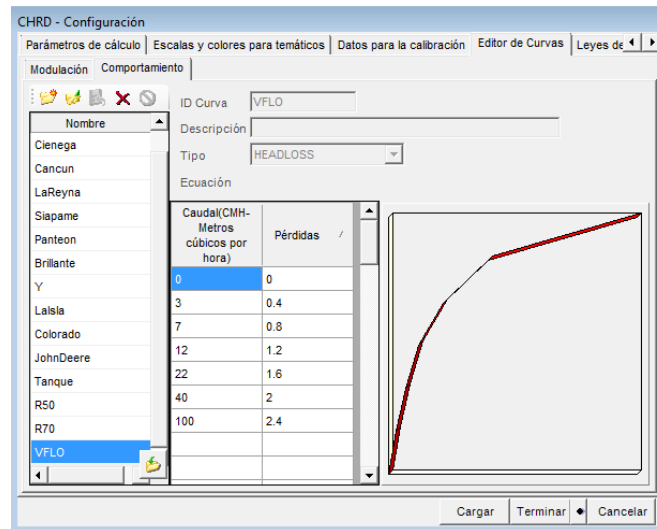 CHRD - Configuración
Parámetros de cálculo Escalas y colores para temáticos Datos para la calibración Editor de Curvas Leyes de
Modulación Comportamiento
Nombre
Cienega
Cancun
LaReyna
Siapame
Panteon
Brillante
Y
LaIsla
Colorado
JohnDeere
Tanque
R50
R70
VFLO
ID Curva VFLO
Descripción
Tipo HEADLOSS
Ecuación
Caudal(CMH-
Metros
cúbicos por
hora)
Pérdidas
0 0
3 0.4
7 0.8
12 1.2
22 1.6
40 2
100 2.4
Cargar Terminar Cancelar